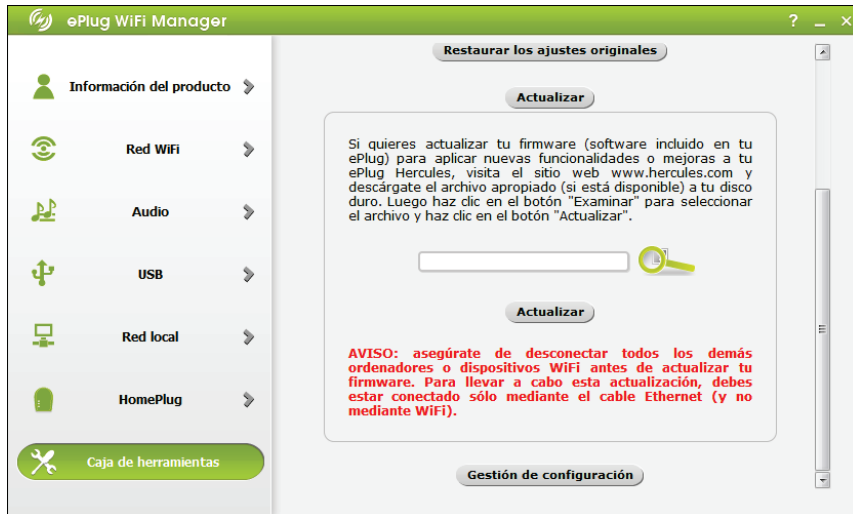 ePlug WiFi Manager
?
Información del producto
Red WiFi
Audio
USB
Red local
HomePlug
Caja de herramientas
Restaurar los ajustes originales
Actualizar
Si quieres actualizar tu firmware (software incluido en tu
ePlug) para aplicar nuevas funcionalidades o mejoras a tu
ePlug Hercules, visita el sitio web www.hercules.com y
descárgate el archivo apropiado (si está disponible) a tu disco
duro. Luego haz clic en el botón "Examinar" para seleccionar
el archivo y haz clic en el botón "Actualizar".
Actualizar
AVISO: asegúrate de desconectar todos los demás
ordenadores o dispositivos WiFi antes de actualizar tu
firmware. Para llevar a cabo esta actualización, debes
estar conectado sólo mediante el cable Ethernet (y no
mediante WiFi).
Gestión de configuración